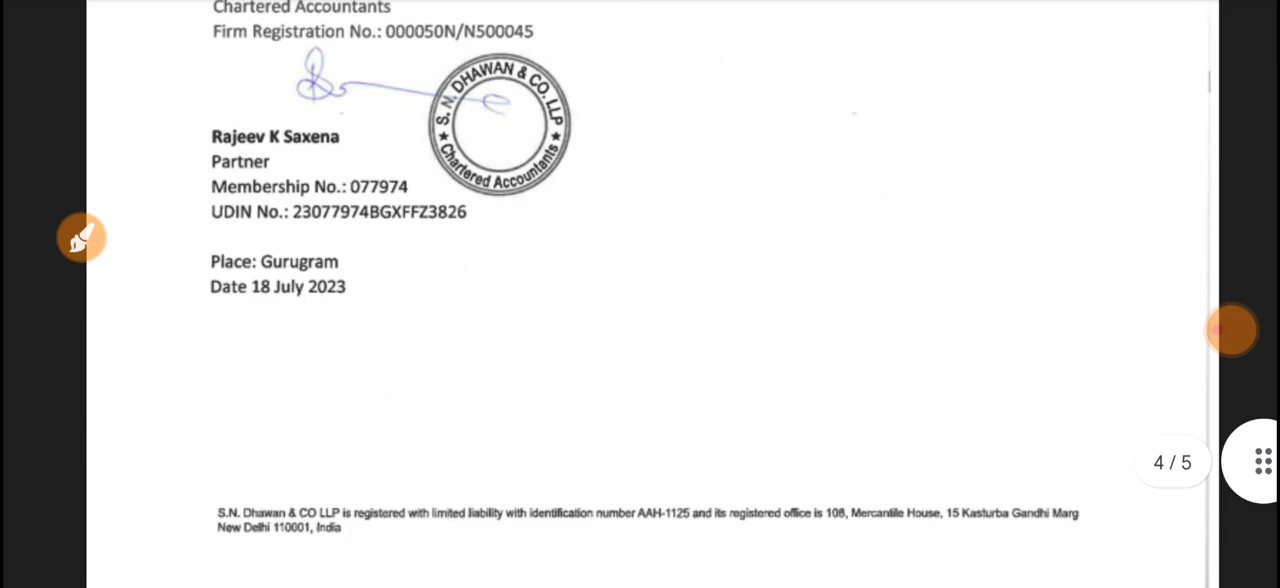 Chartered Accountants
Firm Registration No.: 000050N/N500045
S. N. DHAWAN & CO. LLP
★ Chartered Accountants ★
Rajeev K Saxena
Partner
Membership No.: 077974
UDIN No.: 23077974BGXFFZ3826
Place: Gurugram
Date 18 July 2023
4 / 5
S.N. Dhawan & CO LLP is registered with limited liability with identification number AAH-1125 and its registered office is 108, Mercantile House, 15 Kasturba Gandhi Marg
New Delhi 110001, India